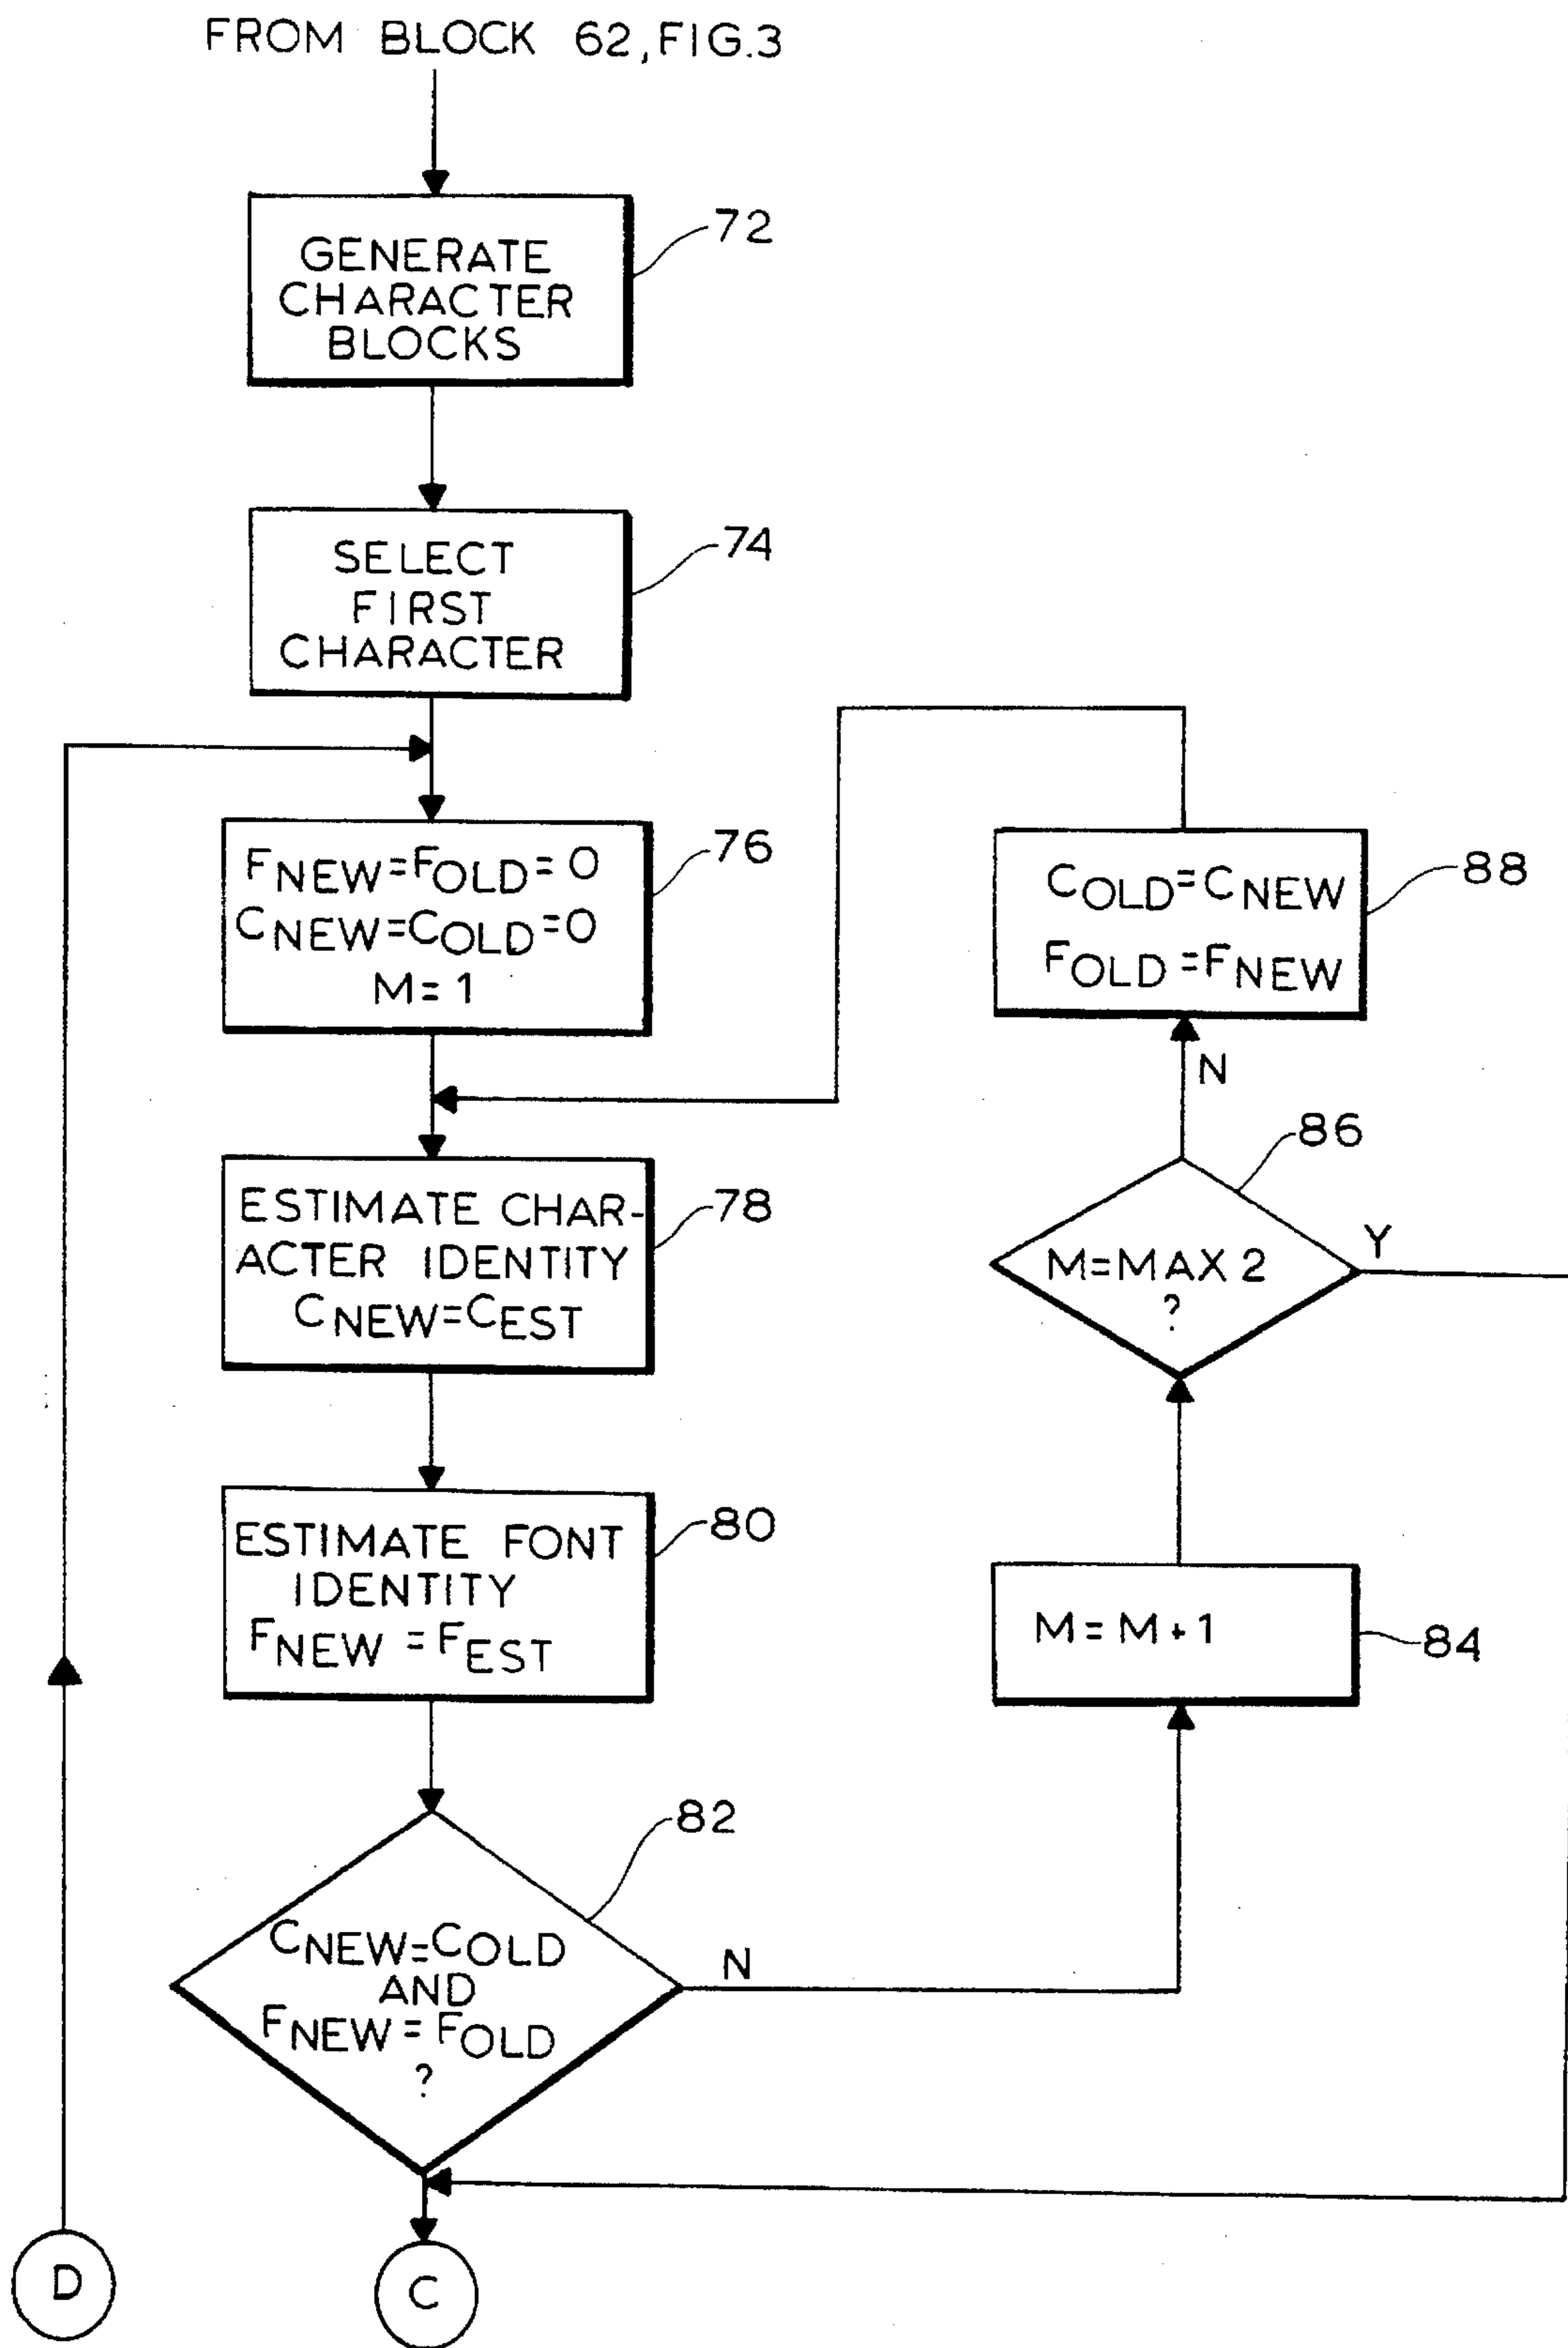 FROM BLOCK 62, FIG.3
GENERATE
CHARACTER
BLOCKS
72
SELECT
FIRST
CHARACTER
74
FNEW=FOLD=0
CNEW=COLD=0
M=1
76
COLD=CNEW
FOLD=FNEW
88
N
86
M=MAX 2
?
Y
ESTIMATE CHAR-
ACTER IDENTITY
CNEW=CEST
78
ESTIMATE FONT
IDENTITY
FNEW=FEST
80
M=M+1
84
82
CNEW=COLD
AND
FNEW=FOLD
?
N
D
C